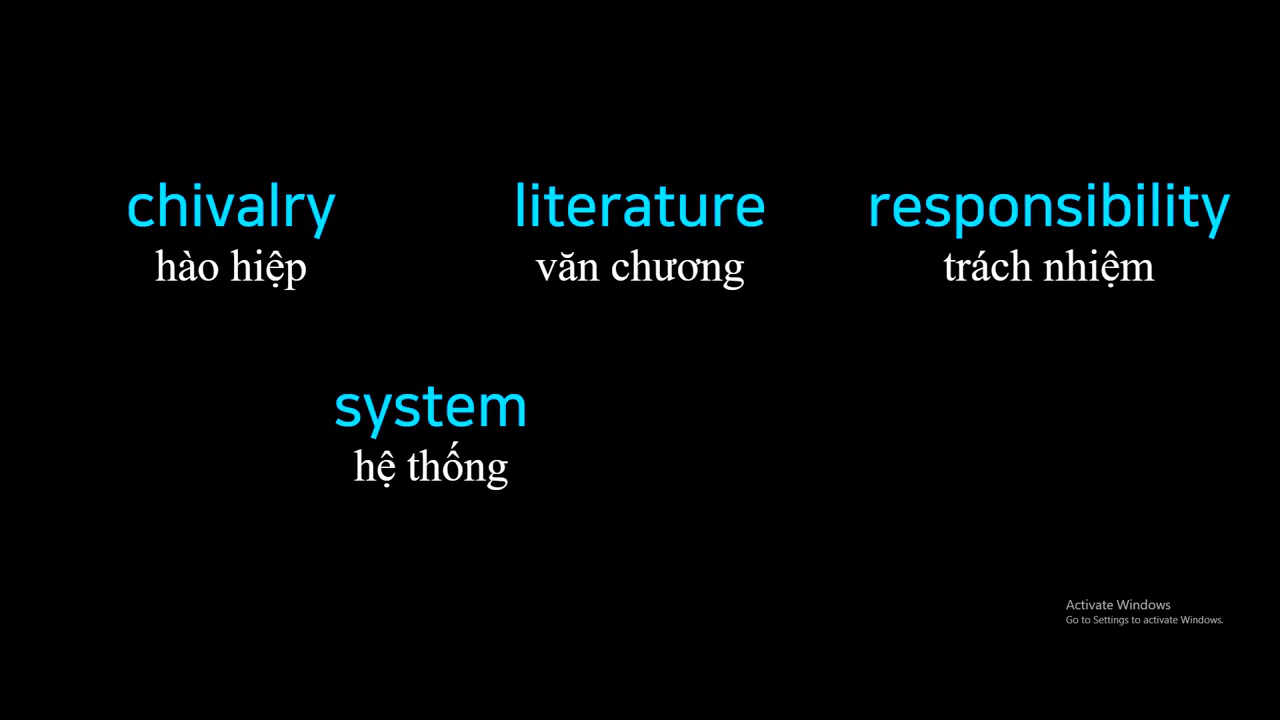 chivalry literature responsibility
hào hiệp văn chương trách nhiệm
system
hệ thống
Activate Windows
Go to Settings to activate Windows.